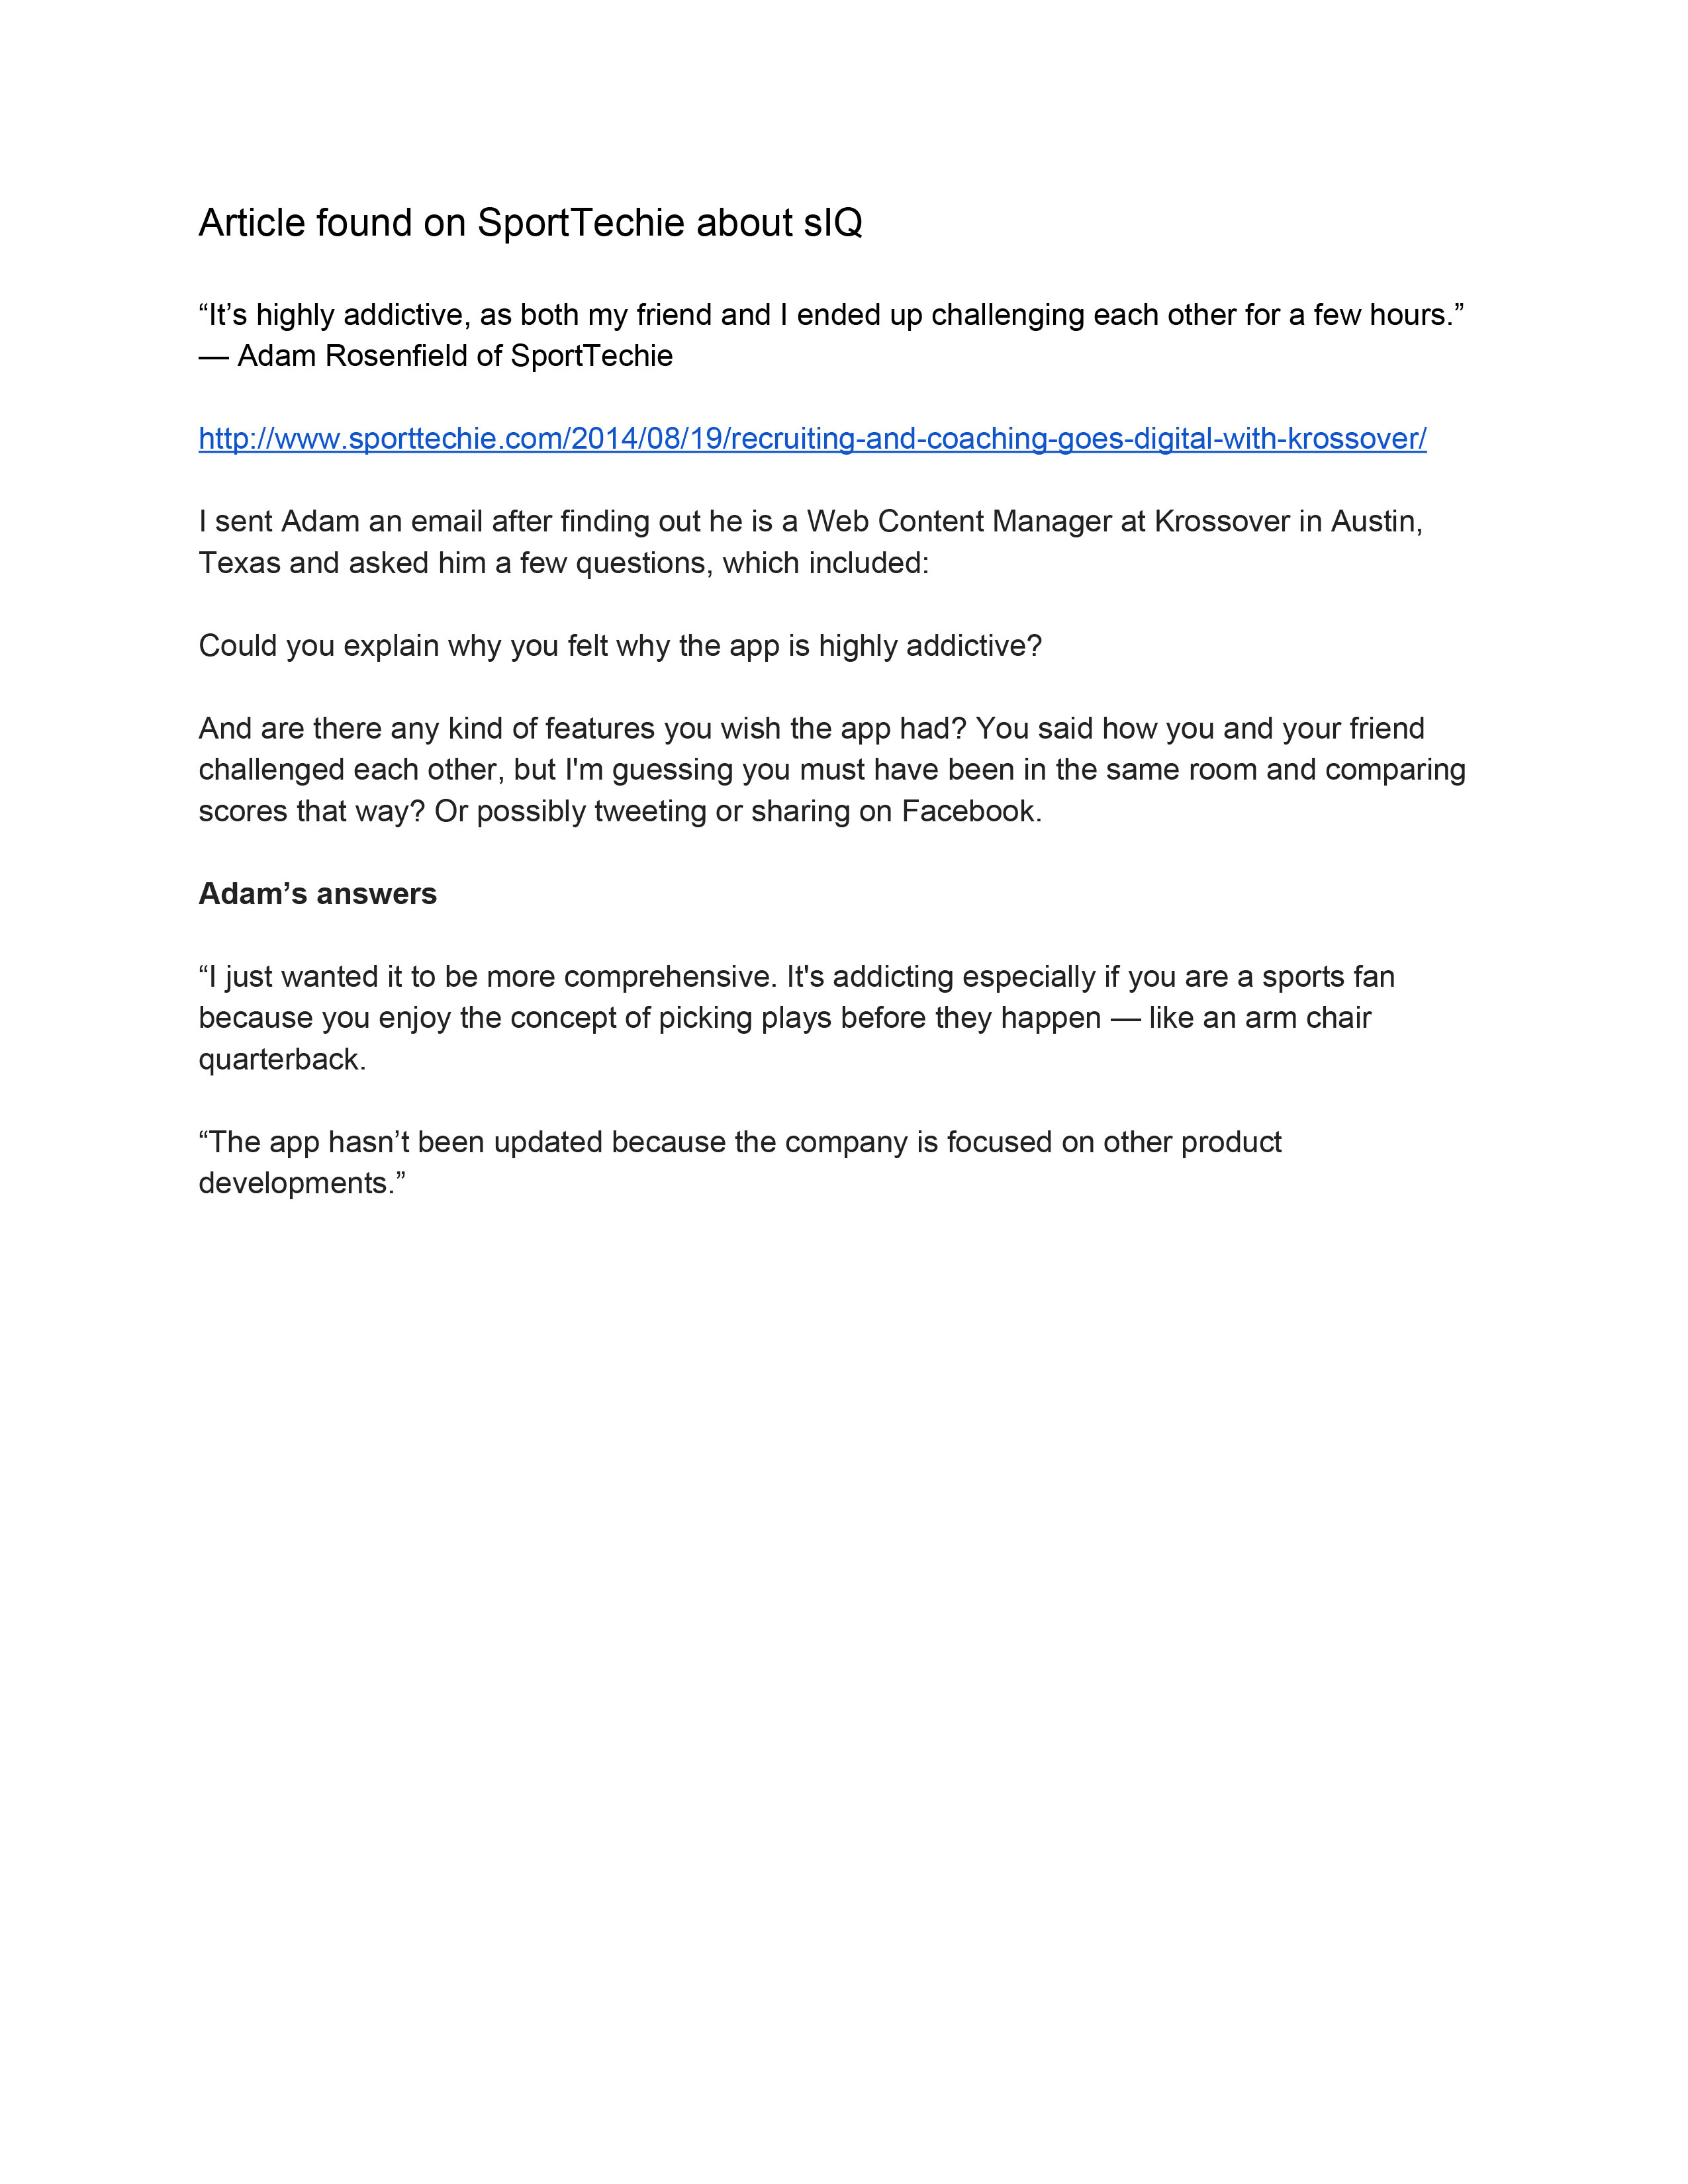 Article found on SportTechie about sIQ
“It’s highly addictive, as both my friend and I ended up challenging each other for a few hours.”
— Adam Rosenfield of SportTechie
http://www.sporttechie.com/2014/08/19/recruiting-and-coaching-goes-digital-with-krossover/
I sent Adam an email after finding out he is a Web Content Manager at Krossover in Austin,
Texas and asked him a few questions, which included:
Could you explain why you felt why the app is highly addictive?
And are there any kind of features you wish the app had? You said how you and your friend
challenged each other, but I'm guessing you must have been in the same room and comparing
scores that way? Or possibly tweeting or sharing on Facebook.
Adam’s answers
“I just wanted it to be more comprehensive. It's addicting especially if you are a sports fan
because you enjoy the concept of picking plays before they happen — like an arm chair
quarterback.
“The app hasn’t been updated because the company is focused on other product
developments.”